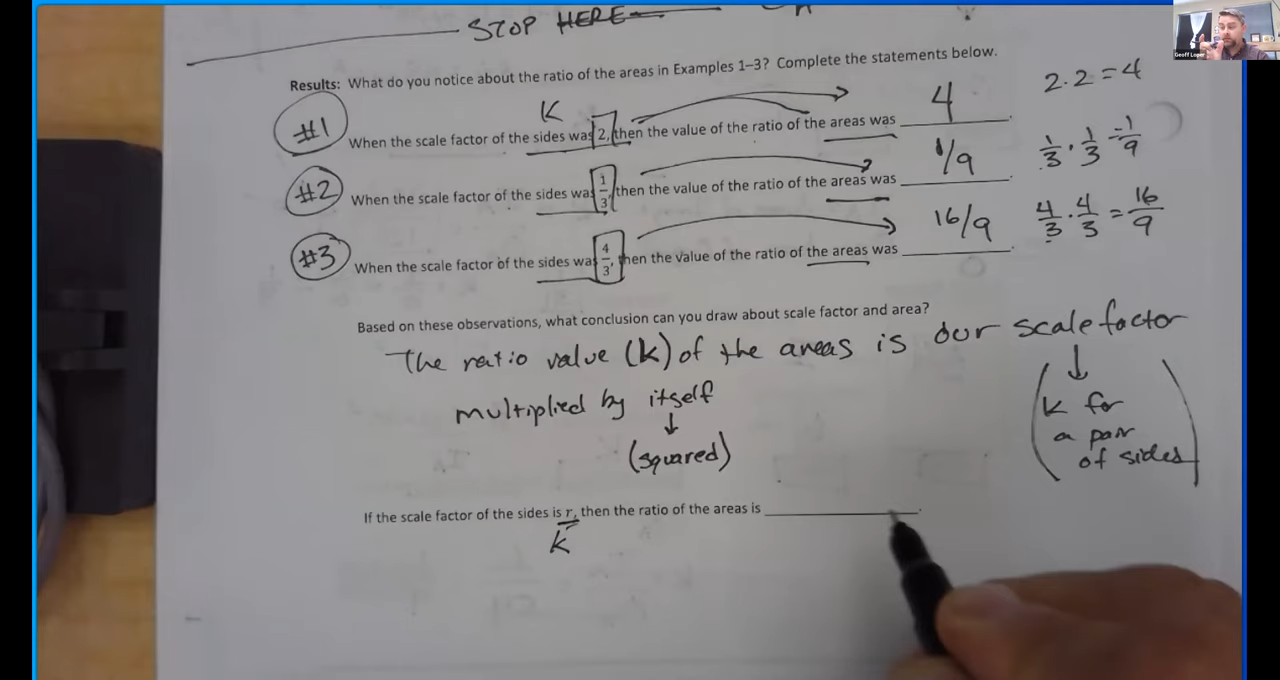 STOP HERE
Results: What do you notice about the ratio of the areas in Examples 1–3? Complete the statements below.
2·2=4
K
#1
When the scale factor of the sides was 2, then the value of the ratio of the areas was 4.
1/3 · 1/3 = 1/9
#2
When the scale factor of the sides was 1/3, then the value of the ratio of the areas was 1/9.
4/3 · 4/3 = 16/9
#3
When the scale factor of the sides was 4/3, then the value of the ratio of the areas was 16/9.
Based on these observations, what conclusion can you draw about scale factor and area?
The ratio value (k) of the areas is our scale factor
multiplied by itself
(squared)
(k for
a pair
of sides)
If the scale factor of the sides is r, then the ratio of the areas is ________.
k